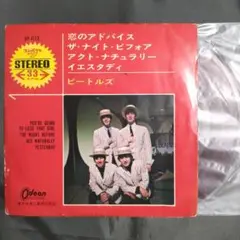 恋のアドバイス
ザ・ナイト・ビフォア
アクト・ナチュラリー
イエスタディ
ビートルズ
STEREO
33
YOU'RE GOING
TO LOSE THAT GIRL
THE NIGHT BEFORE
ACT NATURALLY
YESTERDAY
Odeon